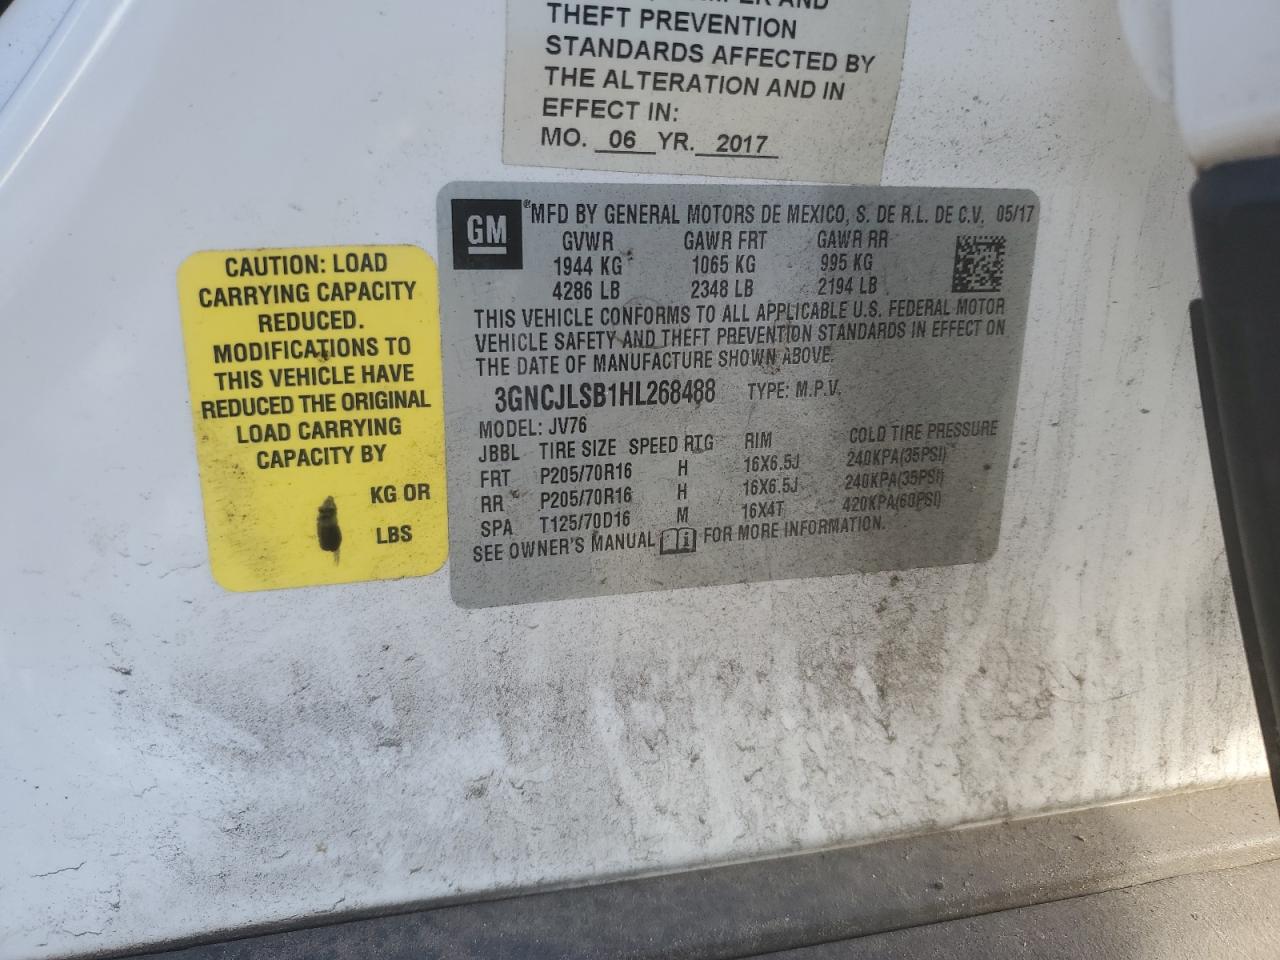 AND
THEFT PREVENTION
STANDARDS AFFECTED BY
THE ALTERATION AND IN
EFFECT IN:
MO. 06 YR. 2017
CAUTION: LOAD
CARRYING CAPACITY
REDUCED.
MODIFICATIONS TO
THIS VEHICLE HAVE
REDUCED THE ORIGINAL
LOAD CARRYING
CAPACITY BY
KG OR
LBS
GM
® MFD BY GENERAL MOTORS DE MEXICO, S. DE R.L. DE C.V. 05/17
GVWR GAWR FRT GAWR RR
1944 KG 1065 KG 995 KG
4286 LB 2348 LB 2194 LB
THIS VEHICLE CONFORMS TO ALL APPLICABLE U.S. FEDERAL MOTOR
VEHICLE SAFETY AND THEFT PREVENTION STANDARDS IN EFFECT ON
THE DATE OF MANUFACTURE SHOWN ABOVE.
3GNCJLSB1HL268488 TYPE: M.P.V.
MODEL: JV76
JBBL TIRE SIZE SPEED RTG RIM COLD TIRE PRESSURE
FRT P205/70R16 H 16X6.5J 240KPA(35PSI)
RR P205/70R16 H 16X6.5J 240KPA(35PSI)
SPA T125/70D16 M 16X4T 420KPA(60PSI)
SEE OWNER'S MANUAL FOR MORE INFORMATION.